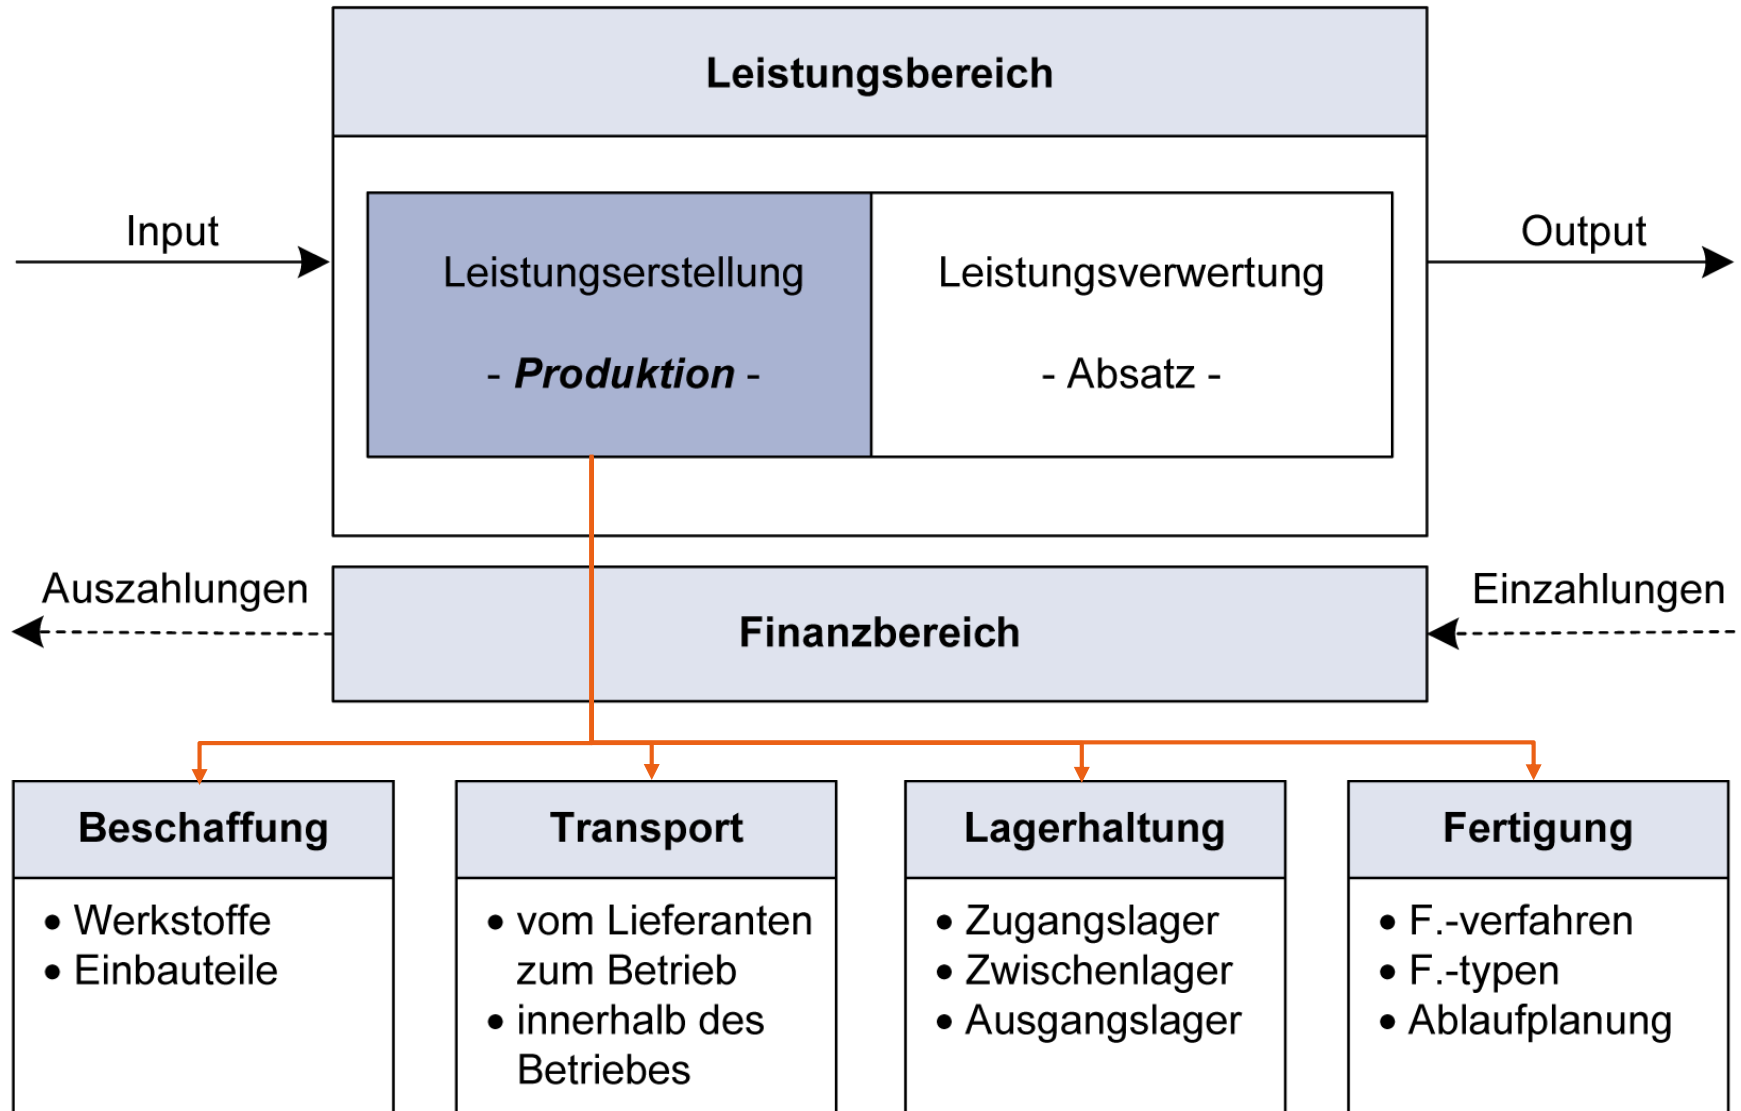 Leistungsbereich
Input
Output
Leistungserstellung
- Produktion -
Leistungsverwertung
- Absatz -
Auszahlungen
Einzahlungen
Finanzbereich
Beschaffung
• Werkstoffe
• Einbauteile
Transport
• vom Lieferanten
zum Betrieb
• innerhalb des
Betriebes
Lagerhaltung
• Zugangslager
• Zwischenlager
• Ausgangslager
Fertigung
• F.-verfahren
• F.-typen
• Ablaufplanung